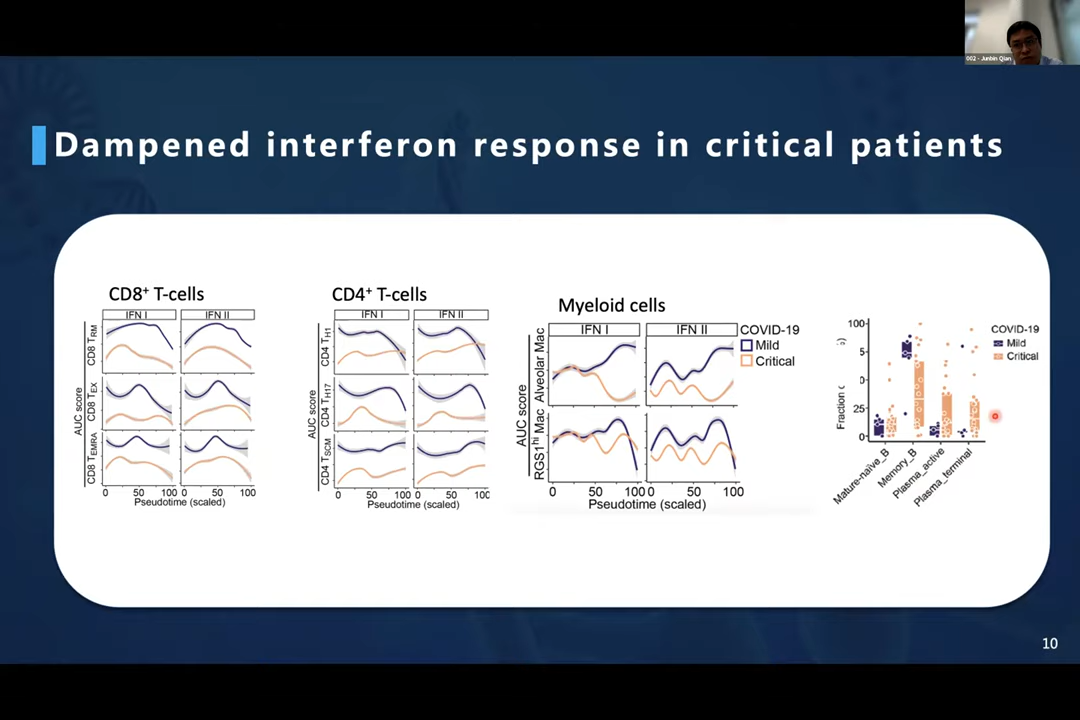 002 - Junbin Qian
Dampened interferon response in critical patients
CD8+ T-cells
IFN I
IFN II
AUC score
CD8 TRM
CD8 TEX
CD8 TEMRA
0
50
100
0
50
100
Pseudotime (scaled)
CD4+ T-cells
IFN I
IFN II
AUC score
CD4 TH1
CD4 TH17
CD4 TSCM
0
50
100
0
50
100
Pseudotime (scaled)
Myeloid cells
IFN I
IFN II
AUC score
Alveolar Mac
RGS1hi Mac
0
50
100
0
50
100
Pseudotime (scaled)
COVID-19
Mild
Critical
100
5
0
25
0
Fraction
Mature-naive_B
Memory_B
Plasma_active
Plasma_terminal
COVID-19
Mild
Critical
10